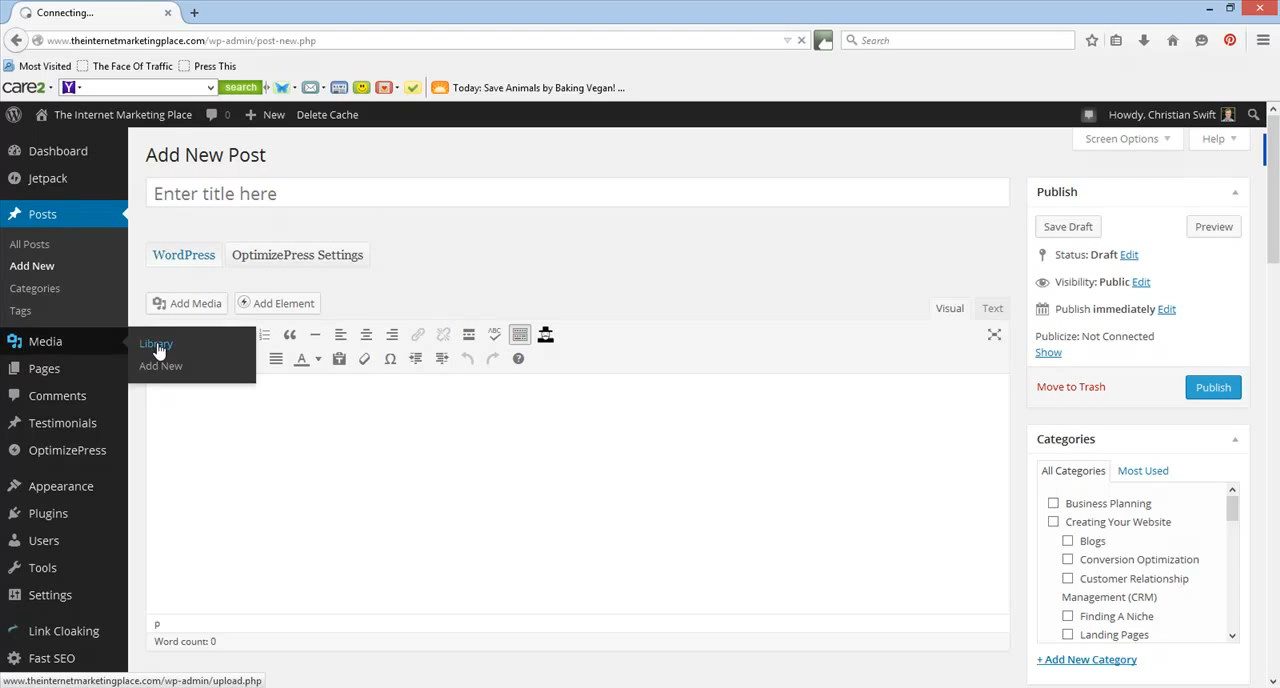 Connecting...
www.theinternetmarketingplace.com/wp-admin/post-new.php
Search
Most Visited
The Face Of Traffic
Press This
care2
Y
search
Today: Save Animals by Baking Vegan! ...
The Internet Marketing Place
0
New
Delete Cache
Howdy, Christian Swift
Dashboard
Jetpack
Posts
All Posts
Add New
Categories
Tags
Media
Library
Add New
Pages
Comments
Testimonials
OptimizePress
Appearance
Plugins
Users
Tools
Settings
Link Cloaking
Fast SEO
Add New Post
Screen Options
Help
Enter title here
WordPress
OptimizePress Settings
Add Media
Add Element
Visual
Text
ABC
A
p
Word count: 0
Publish
Save Draft
Preview
Status: Draft Edit
Visibility: Public Edit
Publish immediately Edit
Publicize: Not Connected
Show
Move to Trash
Publish
Categories
All Categories
Most Used
Business Planning
Creating Your Website
Blogs
Conversion Optimization
Customer Relationship
Management (CRM)
Finding A Niche
Landing Pages
+ Add New Category
www.theinternetmarketingplace.com/wp-admin/upload.php